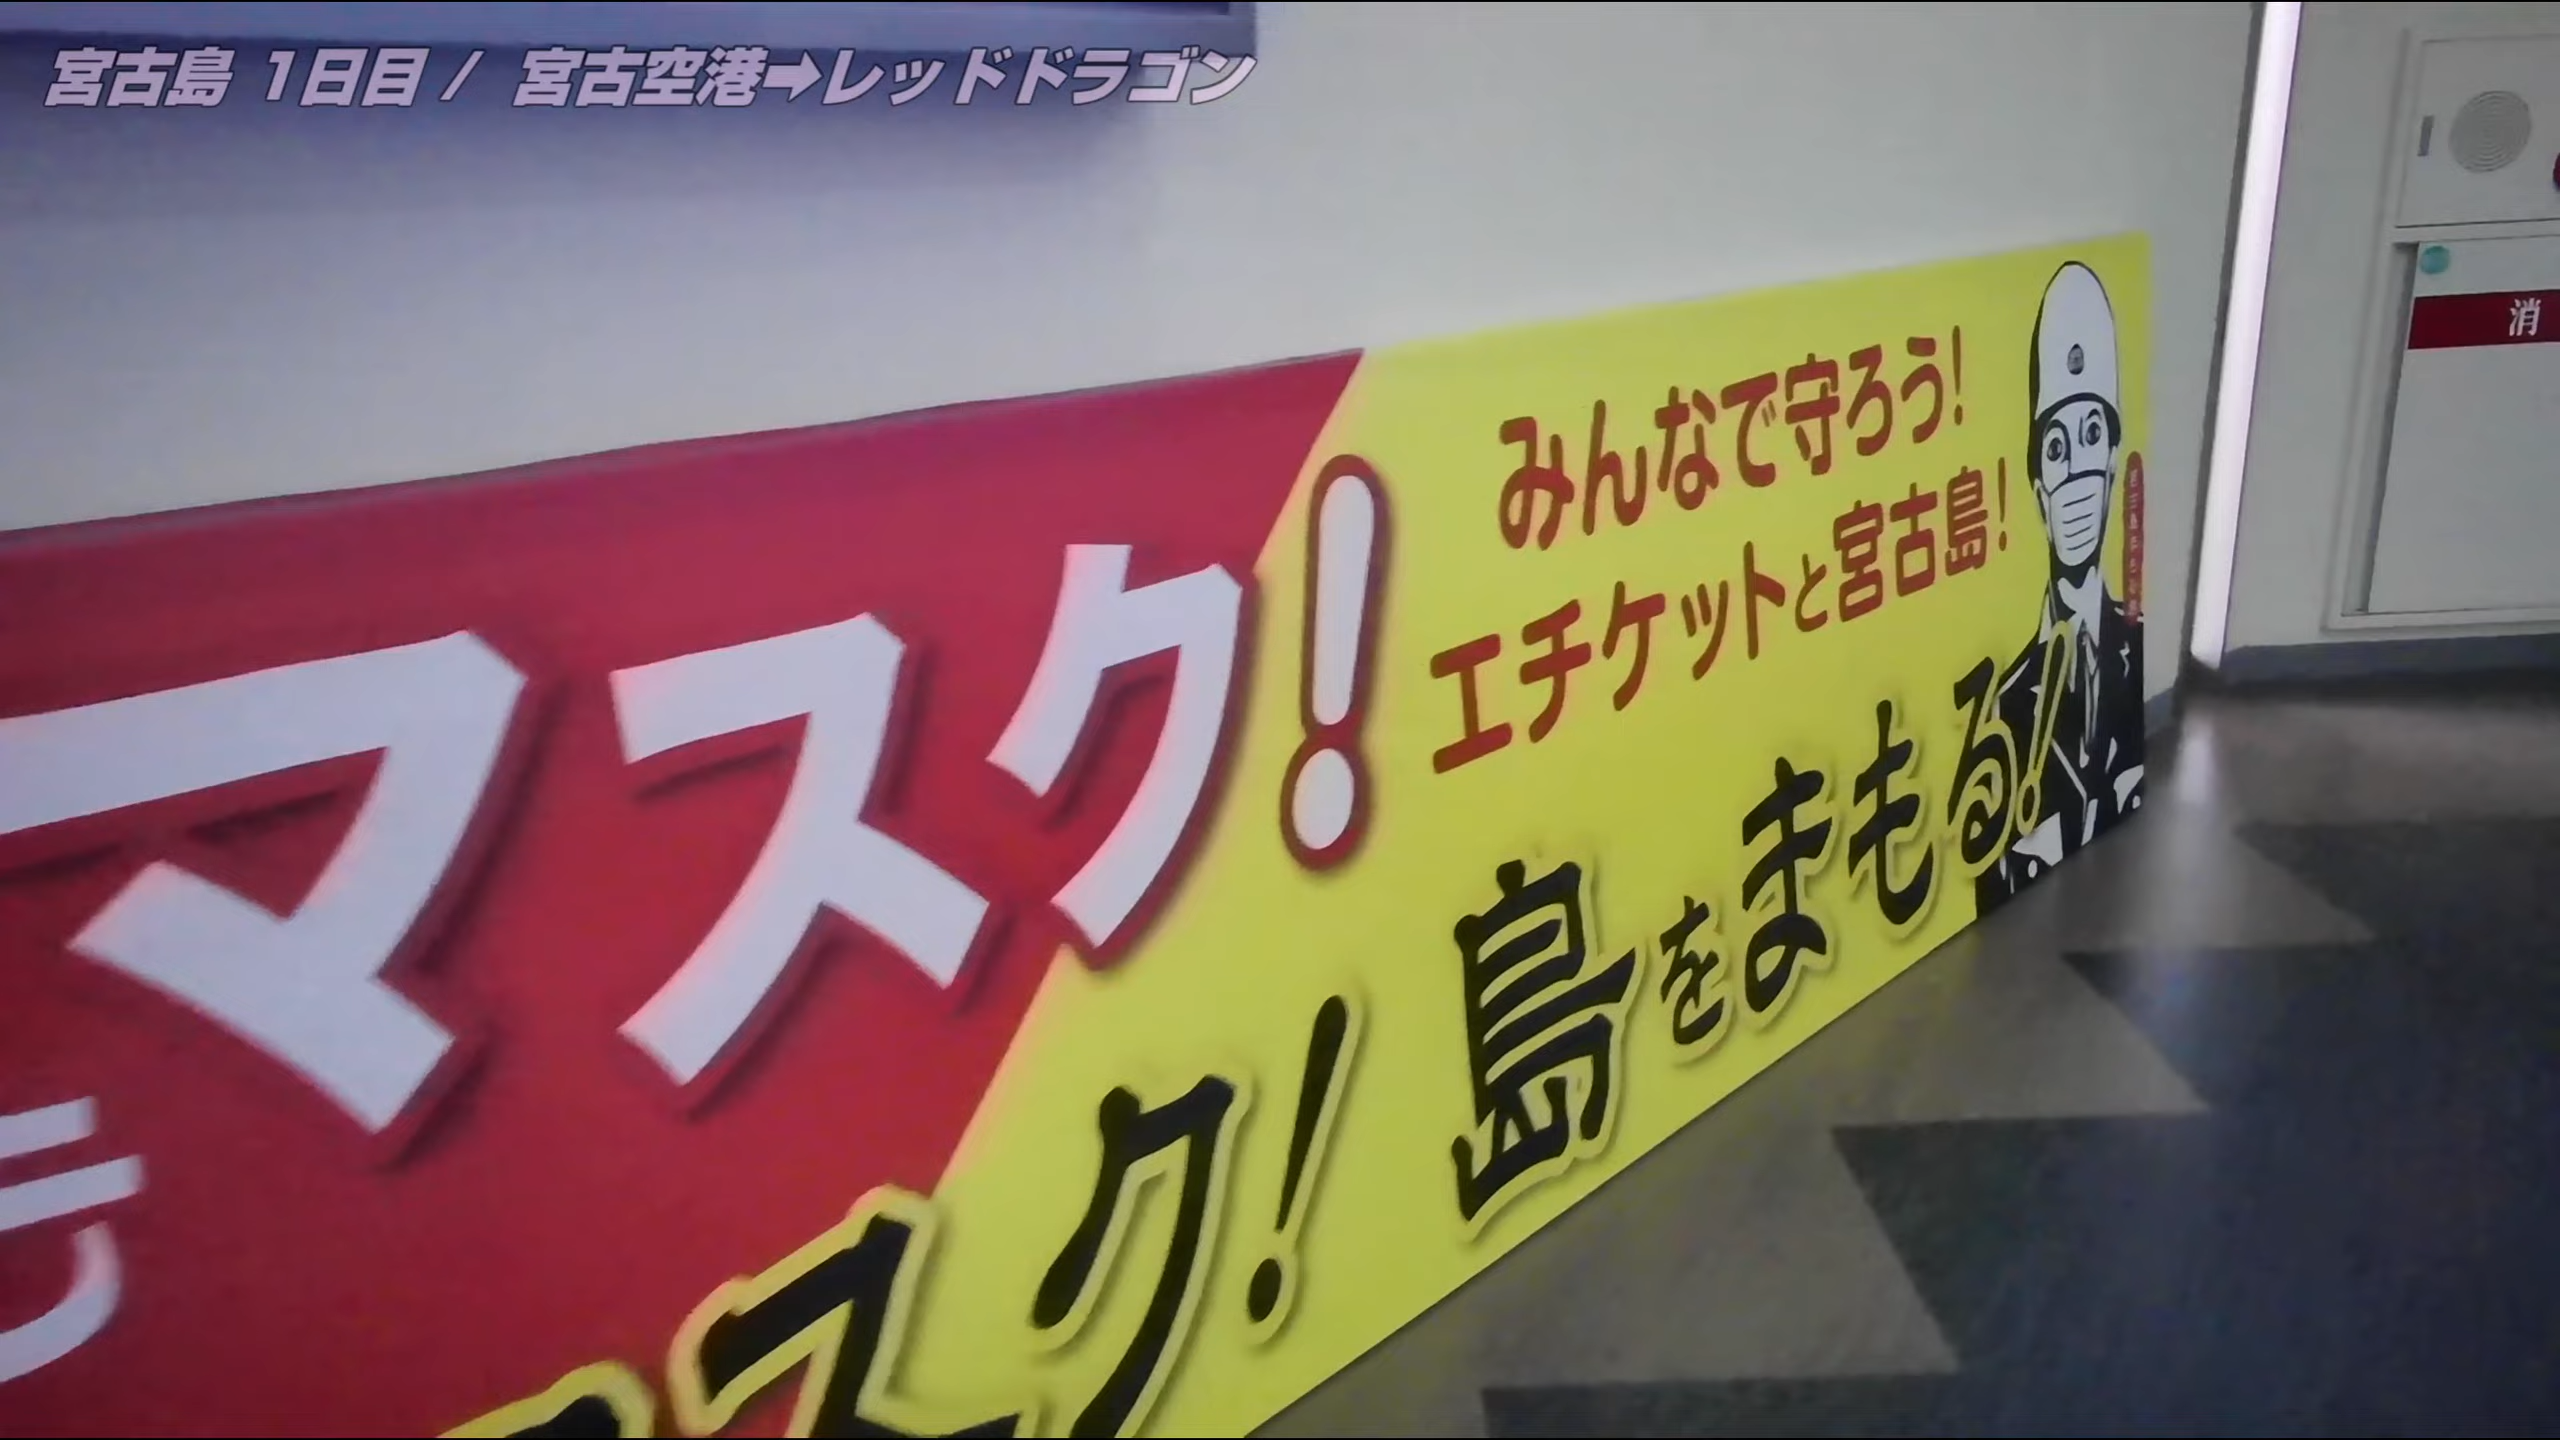 宮古島 1日目 / 宮古空港➡レッドドラゴン
消
マスク!
みんなで守ろう!
エチケットと宮古島!
スク! 島をまもる!